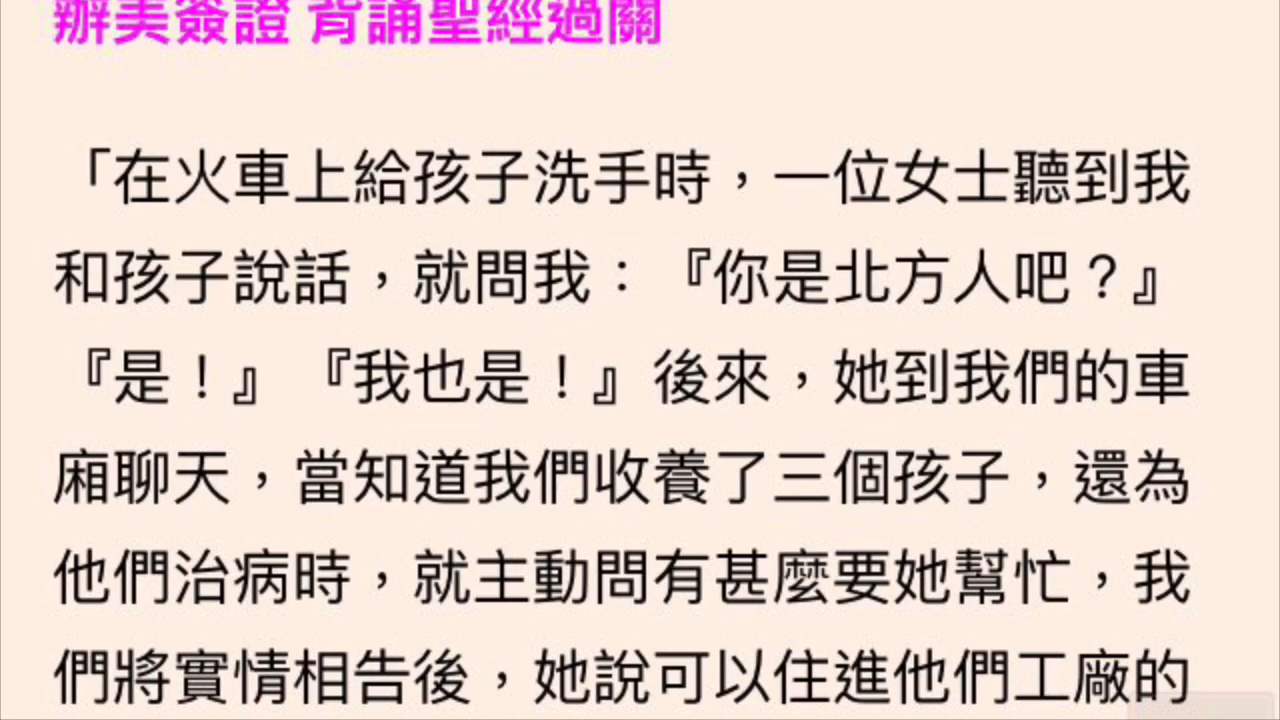 辦美簽證 背誦聖經過關
「在火車上給孩子洗手時，一位女士聽到我
和孩子說話，就問我：『你是北方人吧？』
『是！』『我也是！』後來，她到我們的車
廂聊天，當知道我們收養了三個孩子，還為
他們治病時，就主動問有甚麼要她幫忙，我
們將實情相告後，她說可以住進他們工廠的